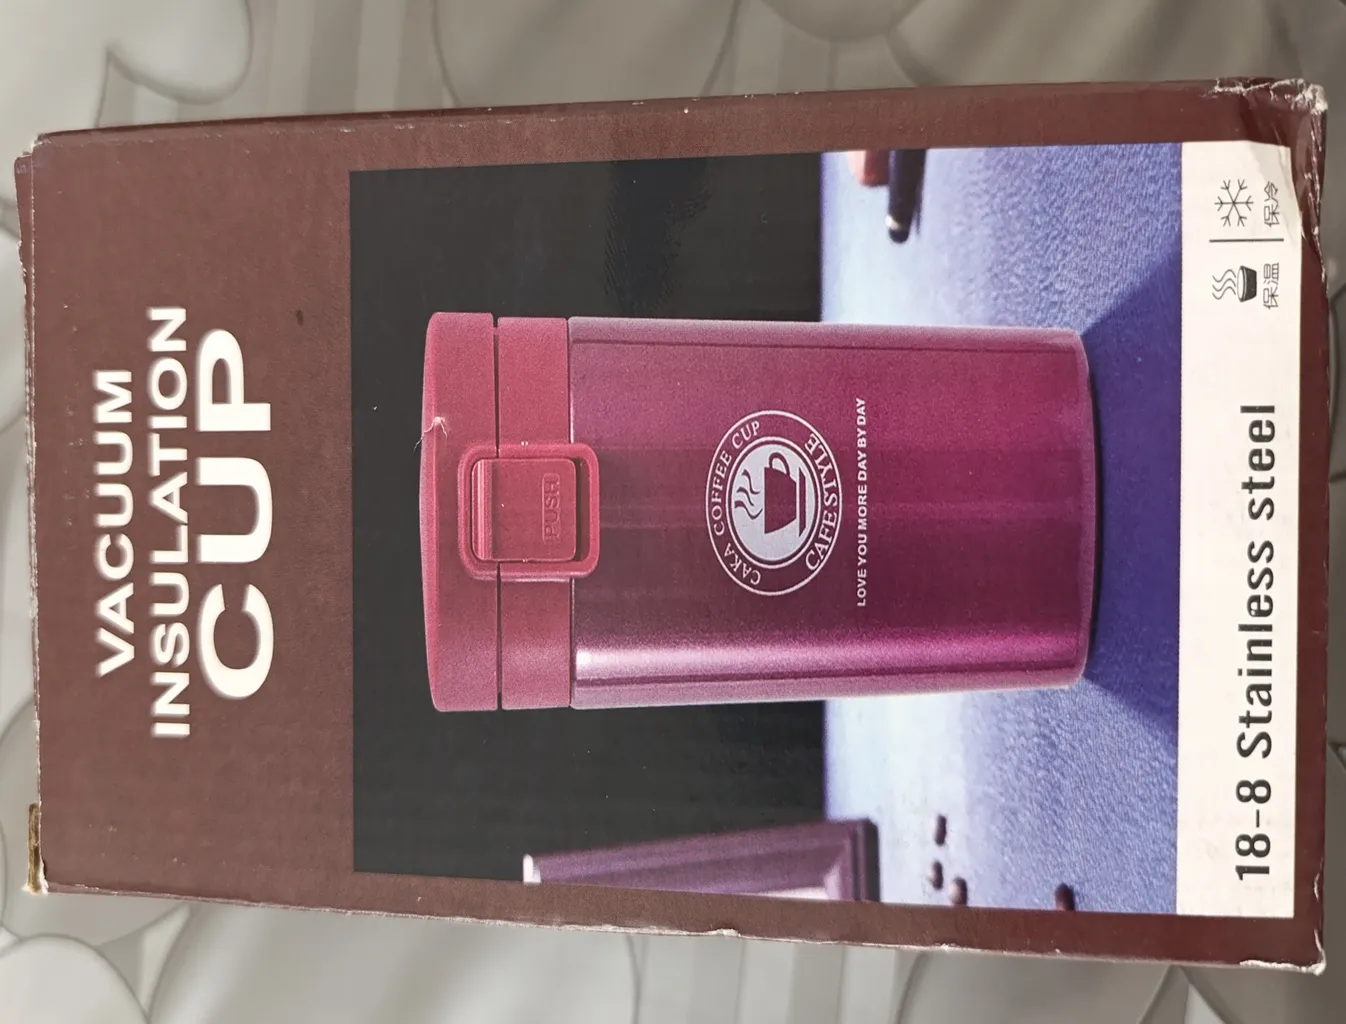 VACUUM
INSULATION
CUP
PUSH
CAKA COFFEE CUP
CAFE STYLE
LOVE YOU MORE DAY BY DAY
18-8 Stainless steel
保温 保冷